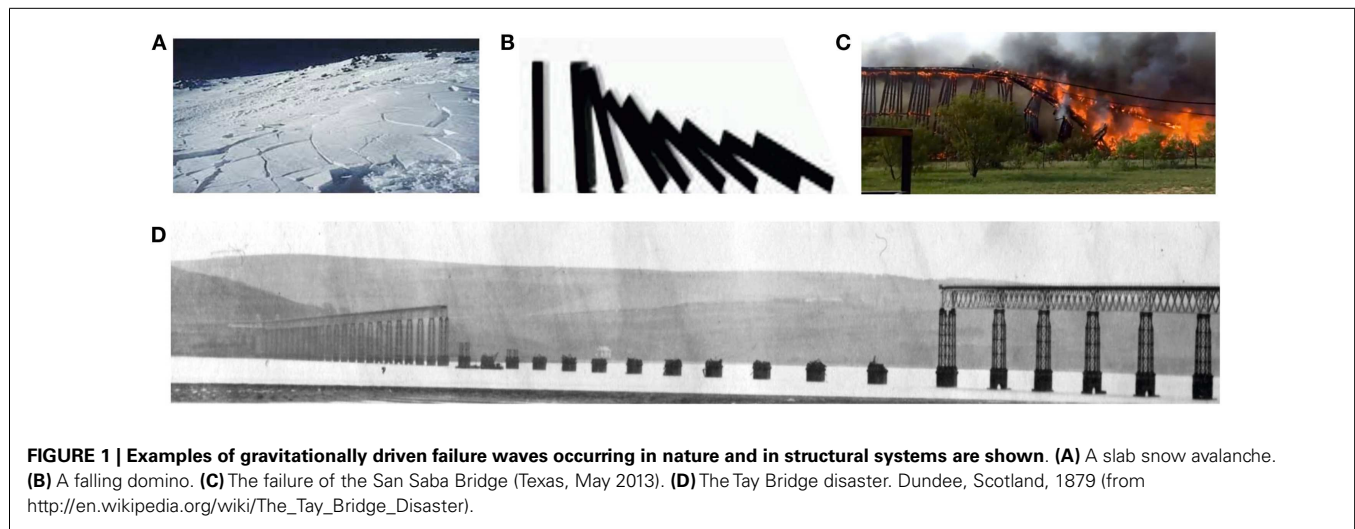 A
B
C
D
FIGURE 1 | Examples of gravitationally driven failure waves occurring in nature and in structural systems are shown. (A) A slab snow avalanche.
(B) A falling domino. (C) The failure of the San Saba Bridge (Texas, May 2013). (D) The Tay Bridge disaster. Dundee, Scotland, 1879 (from
http://en.wikipedia.org/wiki/The_Tay_Bridge_Disaster).